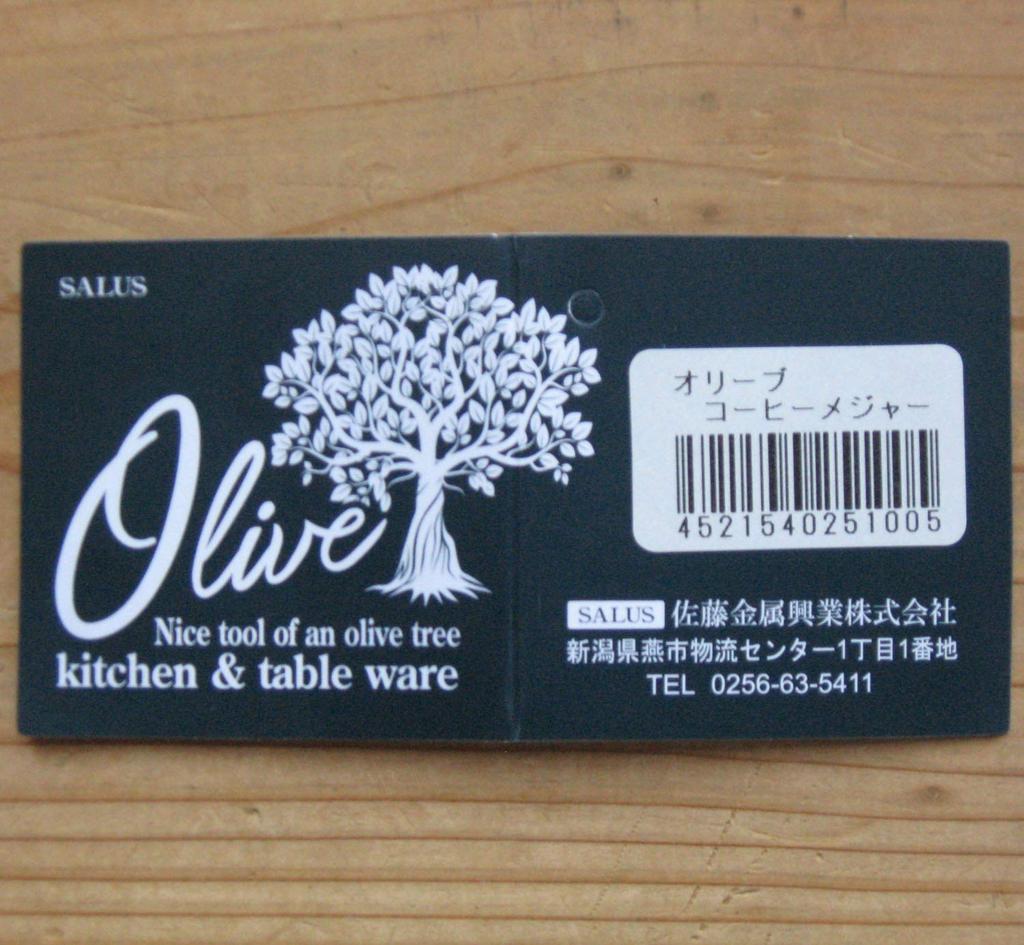 SALUS
Olive
Nice tool of an olive tree
kitchen & table ware
オリーブ
コーヒーメジャー
4521540251005
SALUS 佐藤金属興業株式会社
新潟県燕市物流センター1丁目1番地
TEL 0256-63-5411